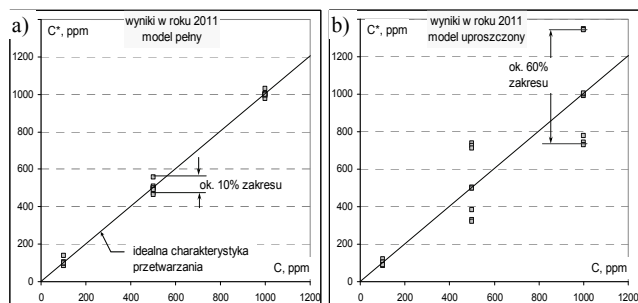 a)
C*, ppm
wyniki w roku 2011
model pełny
1400
1200
1000
800
600
400
200
0
ok. 10% zakresu
idealna charakterystyka
przetwarzania
C, ppm
0 200 400 600 800 1000 1200
b)
C*, ppm
wyniki w roku 2011
model uproszczony
1400
1200
1000
800
600
400
200
0
ok. 60%
zakresu
C, ppm
0 200 400 600 800 1000 1200